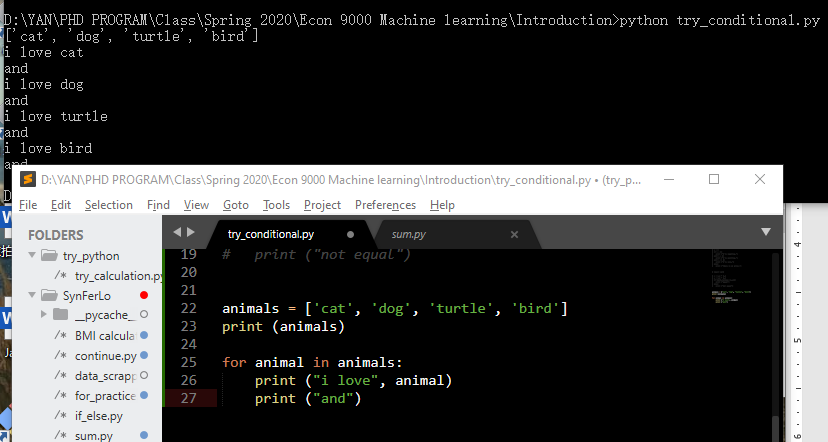 D:\YAN\PHD PROGRAM\Class\Spring 2020\Econ 9000 Machine learning\Introduction>python try_conditional.py
['cat', 'dog', 'turtle', 'bird']
i love cat
and
i love dog
and
i love turtle
and
i love bird
and
D:\YAN\PHD PROGRAM\Class\Spring 2020\Econ 9000 Machine learning\Introduction\try_conditional.py • (try_p...
File Edit Selection Find View Goto Tools Project Preferences Help
FOLDERS
try_python
/* try_calculation.py
SynFerLo
__pycache__
/* BMI calcula
/* continue.py
/* data_scrapp
/* for_practice
/* if_else.py
/* sum.py
try_conditional.py sum.py
19 # print ("not equal")
20
21
22 animals = ['cat', 'dog', 'turtle', 'bird']
23 print (animals)
24
25 for animal in animals:
26 print ("i love", animal)
27 print ("and")